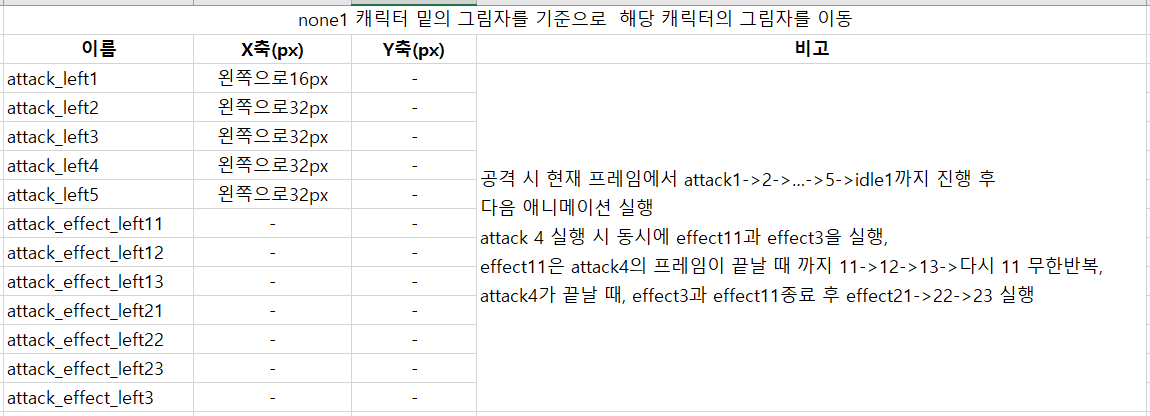 none1 캐릭터 밑의 그림자를 기준으로  해당 캐릭터의 그림자를 이동
이름 X축(px) Y축(px) 비고
attack_left1 왼쪽으로16px -
attack_left2 왼쪽으로32px -
attack_left3 왼쪽으로32px -
attack_left4 왼쪽으로32px -
attack_left5 왼쪽으로32px -
attack_effect_left11 - -
attack_effect_left12 - -
attack_effect_left13 - -
attack_effect_left21 - -
attack_effect_left22 - -
attack_effect_left23 - -
attack_effect_left3 - -
공격 시 현재 프레임에서 attack1->2->...->5->idle1까지 진행 후
다음 애니메이션 실행
attack 4 실행 시 동시에 effect11과 effect3을 실행,
effect11은 attack4의 프레임이 끝날 때 까지 11->12->13->다시 11 무한반복,
attack4가 끝날 때, effect3과 effect11종료 후 effect21->22->23 실행